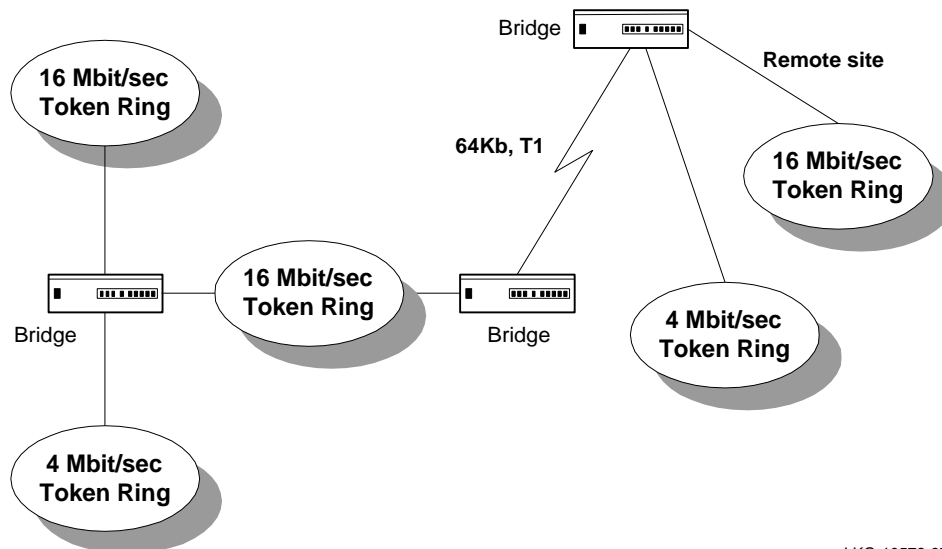 Bridge
16 Mbit/sec
Token Ring
Remote site
64Kb, T1
16 Mbit/sec
Token Ring
16 Mbit/sec
Token Ring
Bridge
Bridge
4 Mbit/sec
Token Ring
4 Mbit/sec
Token Ring